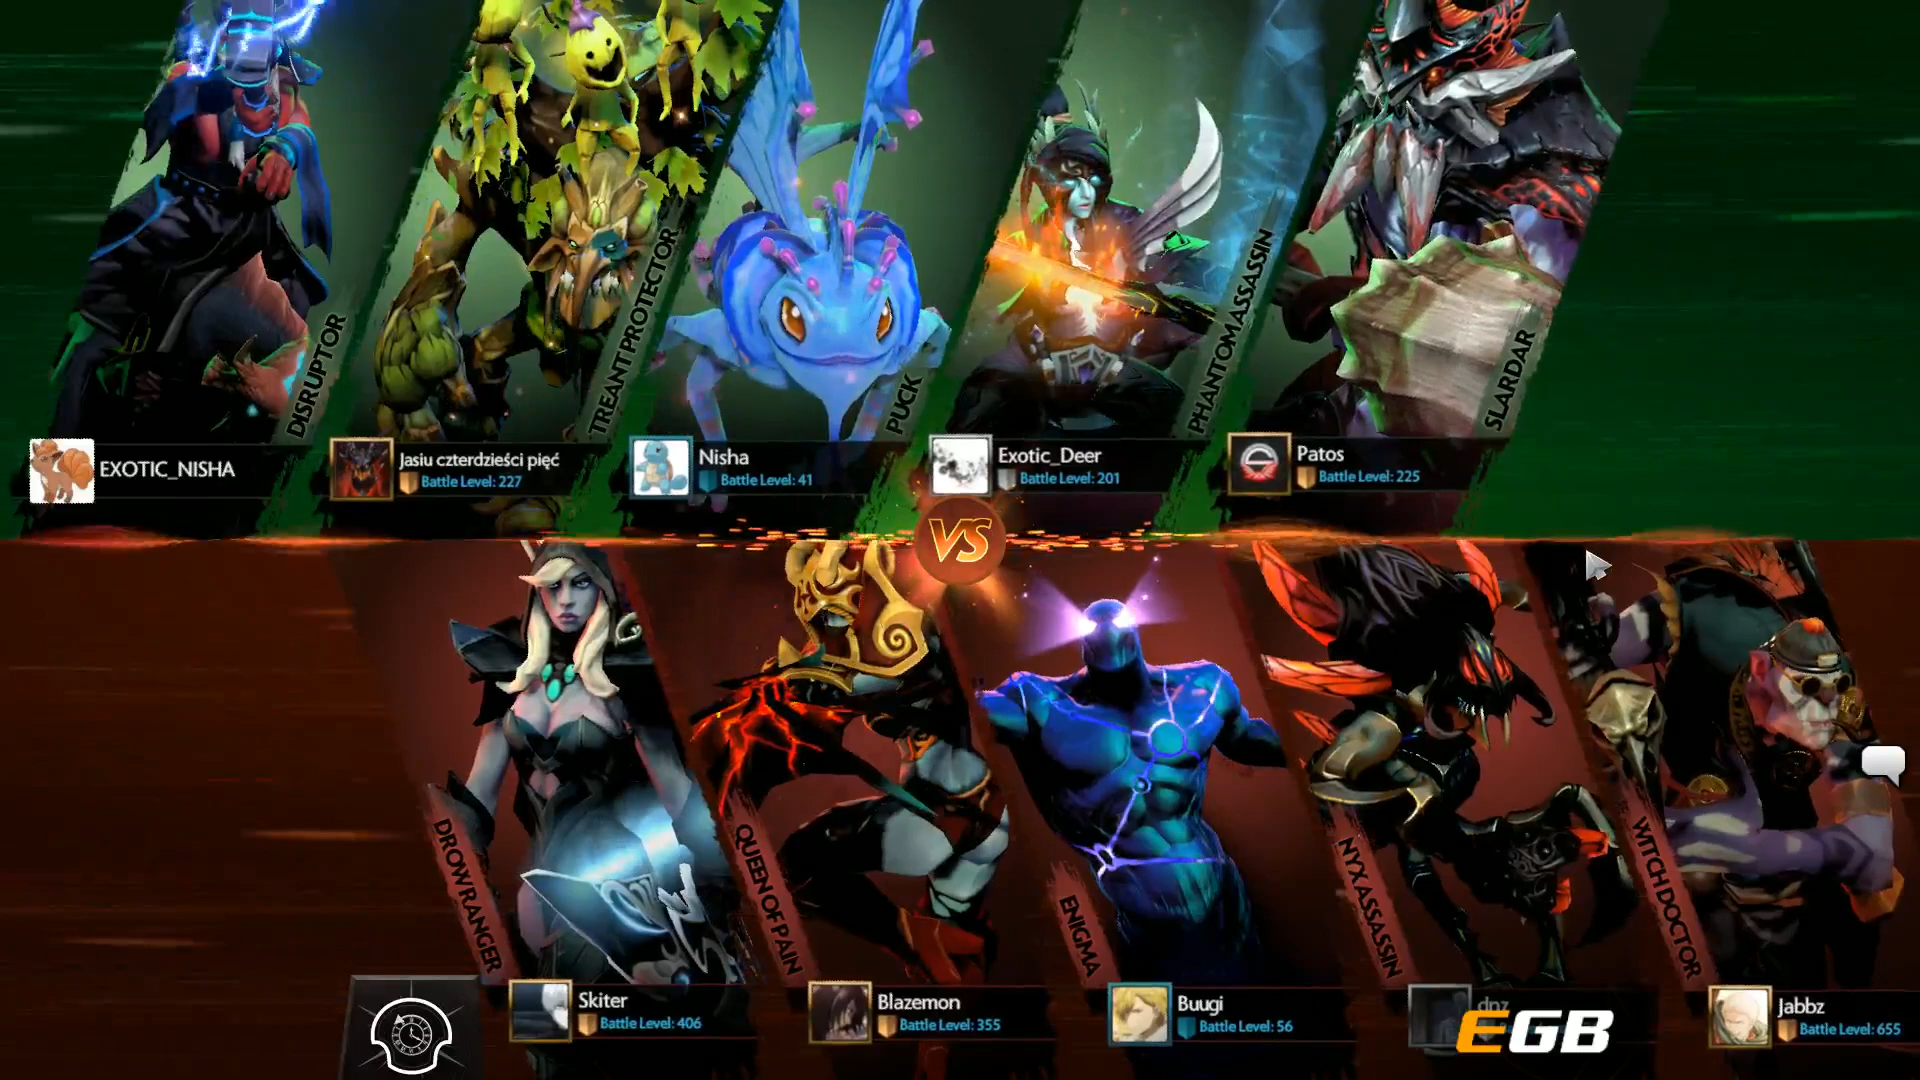 DISRUPTOR
TREANT PROTECTOR
PUCK
PHANTOM ASSASSIN
SLARDAR
EXOTIC_NISHA
Jasiu czterdzieści pięć
Battle Level: 227
Nisha
Battle Level: 41
Exotic_Deer
Battle Level: 201
Patos
Battle Level: 225
VS
DROW RANGER
QUEEN OF PAIN
ENIGMA
NYX ASSASSIN
WITCH DOCTOR
Skiter
Battle Level: 406
Blazemon
Battle Level: 355
Buugi
Battle Level: 56
dnz
EGB
Jabbz
Battle Level: 655